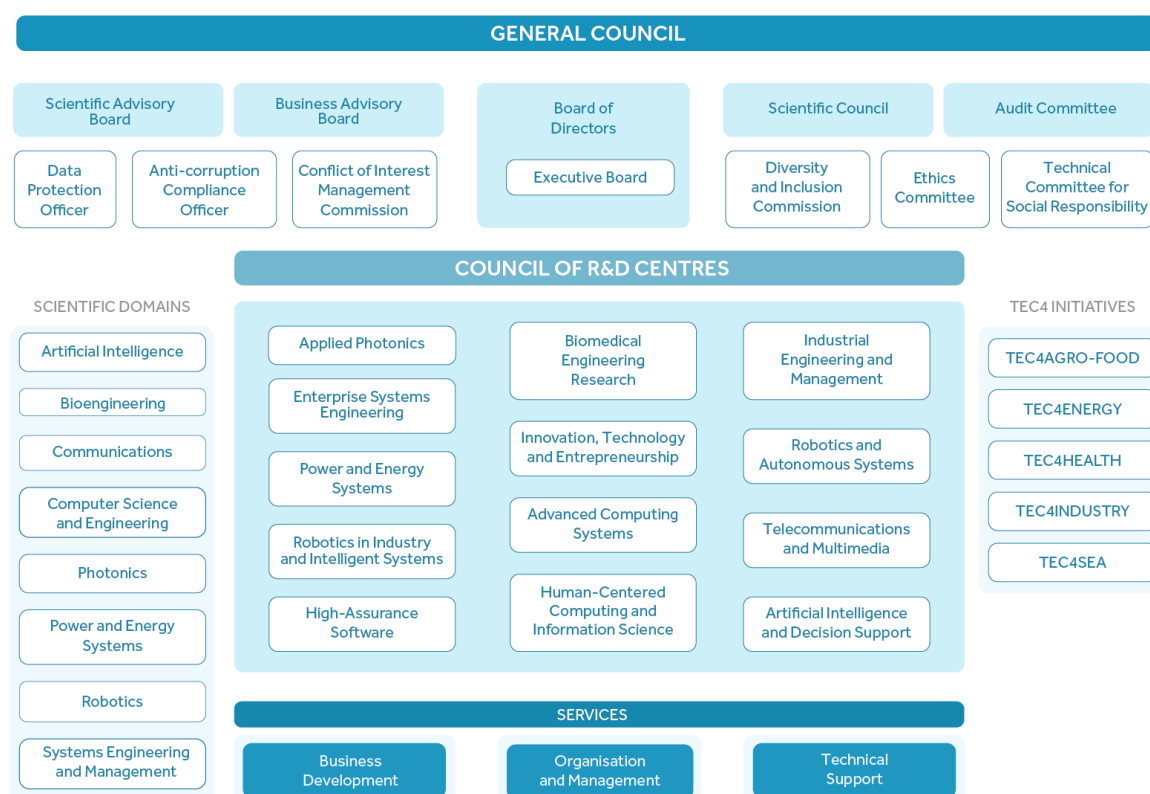 GENERAL COUNCIL
Scientific Advisory
Board
Business Advisory
Board
Board of
Directors
Scientific Council
Audit Committee
Data
Protection
Officer
Anti-corruption
Compliance
Officer
Conflict of Interest
Management
Commission
Executive Board
Diversity
and Inclusion
Commission
Ethics
Committee
Technical
Committee for
Social Responsibility
COUNCIL OF R&D CENTRES
SCIENTIFIC DOMAINS
Artificial Intelligence
Bioengineering
Communications
Computer Science
and Engineering
Photonics
Power and Energy
Systems
Robotics
Systems Engineering
and Management
Applied Photonics
Enterprise Systems
Engineering
Power and Energy
Systems
Robotics in Industry
and Intelligent Systems
High-Assurance
Software
Biomedical
Engineering
Research
Innovation, Technology
and Entrepreneurship
Advanced Computing
Systems
Human-Centered
Computing and
Information Science
Industrial
Engineering and
Management
Robotics and
Autonomous Systems
Telecommunications
and Multimedia
Artificial Intelligence
and Decision Support
TEC4 INITIATIVES
TEC4AGRO-FOOD
TEC4ENERGY
TEC4HEALTH
TEC4INDUSTRY
TEC4SEA
SERVICES
Business
Development
Organisation
and Management
Technical
Support